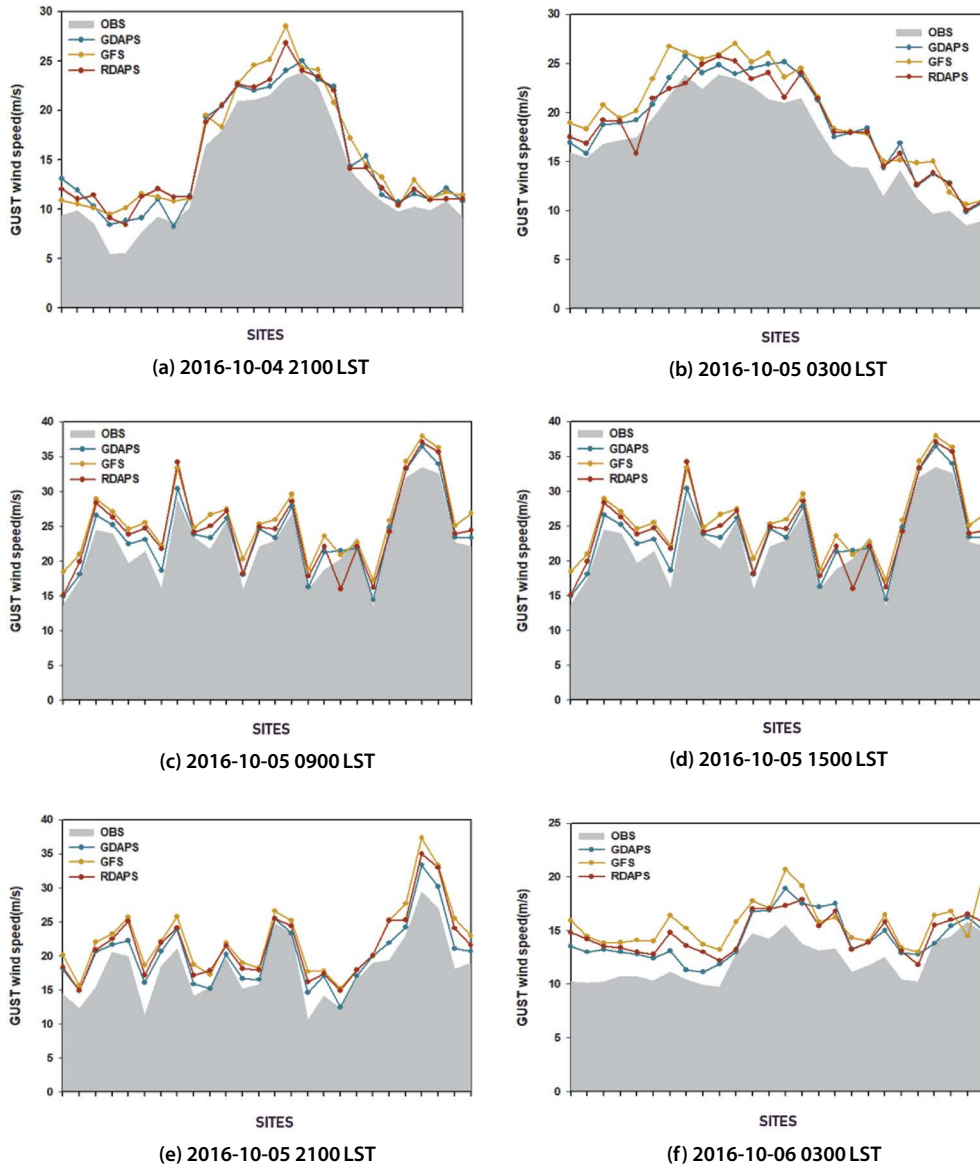 GUST wind speed(m/s)
30
25
20
15
10
5
0
OBS
GDAPS
GFS
RDAPS
SITES
(a) 2016-10-04 2100 LST
GUST wind speed(m/s)
30
25
20
15
10
5
0
OBS
GDAPS
GFS
RDAPS
SITES
(b) 2016-10-05 0300 LST
GUST wind speed(m/s)
40
35
30
25
20
15
10
5
0
OBS
GDAPS
GFS
RDAPS
SITES
(c) 2016-10-05 0900 LST
GUST wind speed(m/s)
40
35
30
25
20
15
10
5
0
OBS
GDAPS
GFS
RDAPS
SITES
(d) 2016-10-05 1500 LST
GUST wind speed(m/s)
40
35
30
25
20
15
10
5
0
OBS
GDAPS
GFS
RDAPS
SITES
(e) 2016-10-05 2100 LST
GUST wind speed(m/s)
25
20
15
10
5
0
OBS
GDAPS
GFS
RDAPS
SITES
(f) 2016-10-06 0300 LST